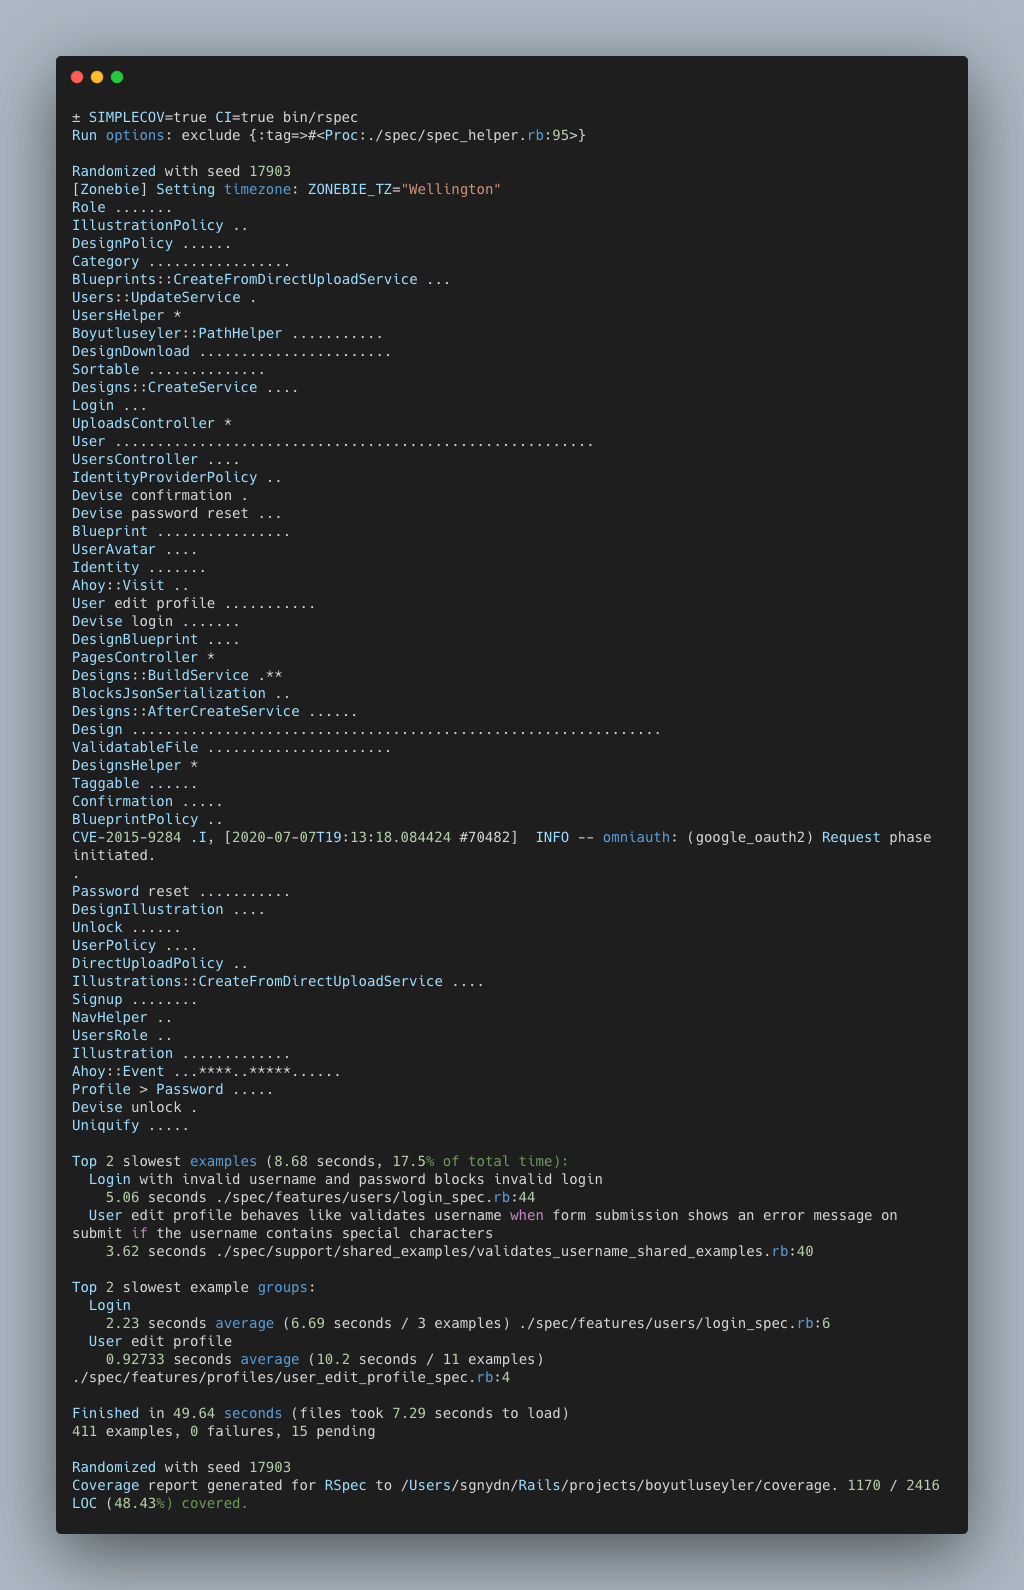 ± SIMPLECOV=true CI=true bin/rspec
Run options: exclude {:tag=>#<Proc:./spec/spec_helper.rb:95>}
Randomized with seed 17903
[Zonebie] Setting timezone: ZONEBIE_TZ="Wellington"
Role .......
IllustrationPolicy ..
DesignPolicy ......
Category .................
Blueprints::CreateFromDirectUploadService ...
Users::UpdateService .
UsersHelper *
Boyutluseyler::PathHelper ...........
DesignDownload .......................
Sortable ..............
Designs::CreateService ....
Login ...
UploadsController *
User .........................................................
UsersController ....
IdentityProviderPolicy ..
Devise confirmation .
Devise password reset ...
Blueprint ................
UserAvatar ....
Identity .......
Ahoy::Visit ..
User edit profile ...........
Devise login .......
DesignBlueprint ....
PagesController *
Designs::BuildService .**
BlocksJsonSerialization ..
Designs::AfterCreateService ......
Design ...............................................................
ValidatableFile ......................
DesignsHelper *
Taggable ......
Confirmation .....
BlueprintPolicy ..
CVE-2015-9284 .I, [2020-07-07T19:13:18.084424 #70482]  INFO -- omniauth: (google_oauth2) Request phase
initiated.
.
Password reset ...........
DesignIllustration ....
Unlock ......
UserPolicy ....
DirectUploadPolicy ..
Illustrations::CreateFromDirectUploadService ....
Signup ........
NavHelper ..
UsersRole ..
Illustration .............
Ahoy::Event ...****..*****......
Profile > Password .....
Devise unlock .
Uniquify .....
Top 2 slowest examples (8.68 seconds, 17.5% of total time):
Login with invalid username and password blocks invalid login
5.06 seconds ./spec/features/users/login_spec.rb:44
User edit profile behaves like validates username when form submission shows an error message on
submit if the username contains special characters
3.62 seconds ./spec/support/shared_examples/validates_username_shared_examples.rb:40
Top 2 slowest example groups:
Login
2.23 seconds average (6.69 seconds / 3 examples) ./spec/features/users/login_spec.rb:6
User edit profile
0.92733 seconds average (10.2 seconds / 11 examples)
./spec/features/profiles/user_edit_profile_spec.rb:4
Finished in 49.64 seconds (files took 7.29 seconds to load)
411 examples, 0 failures, 15 pending
Randomized with seed 17903
Coverage report generated for RSpec to /Users/sgnydn/Rails/projects/boyutluseyler/coverage. 1170 / 2416
LOC (48.43%) covered.